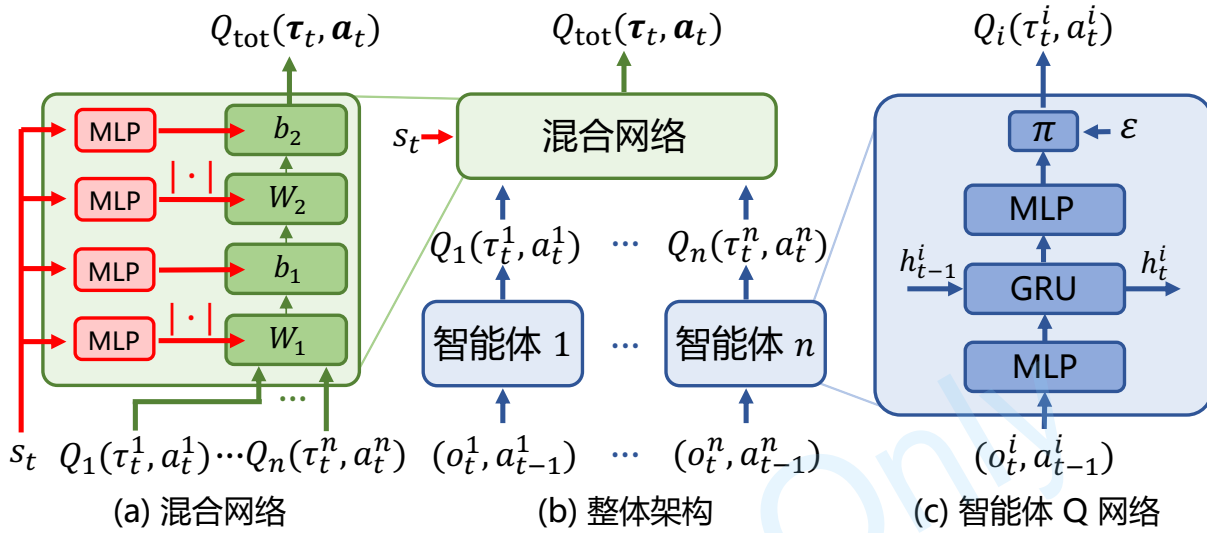 Q_tot(τ_t, a_t)
MLP
b_2
MLP
|·|
W_2
MLP
b_1
MLP
|·|
W_1
...
s_t
Q_1(τ_t^1, a_t^1) ⋯ Q_n(τ_t^n, a_t^n)
(a) 混合网络
Q_tot(τ_t, a_t)
s_t
混合网络
Q_1(τ_t^1, a_t^1) ... Q_n(τ_t^n, a_t^n)
智能体 1 ... 智能体 n
(o_t^1, a_{t-1}^1) ... (o_t^n, a_{t-1}^n)
(b) 整体架构
Q_i(τ_t^i, a_t^i)
π ε
MLP
h_{t-1}^i GRU h_t^i
MLP
(o_t^i, a_{t-1}^i)
(c) 智能体 Q 网络
Only